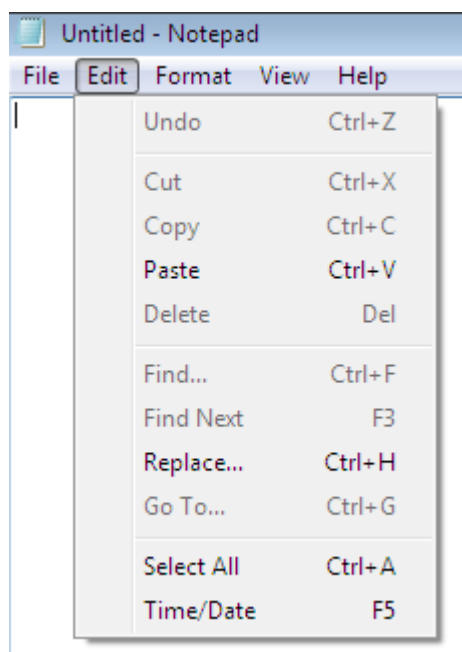 Untitled - Notepad
File Edit Format View Help
Undo Ctrl+Z
Cut Ctrl+X
Copy Ctrl+C
Paste Ctrl+V
Delete Del
Find... Ctrl+F
Find Next F3
Replace... Ctrl+H
Go To... Ctrl+G
Select All Ctrl+A
Time/Date F5